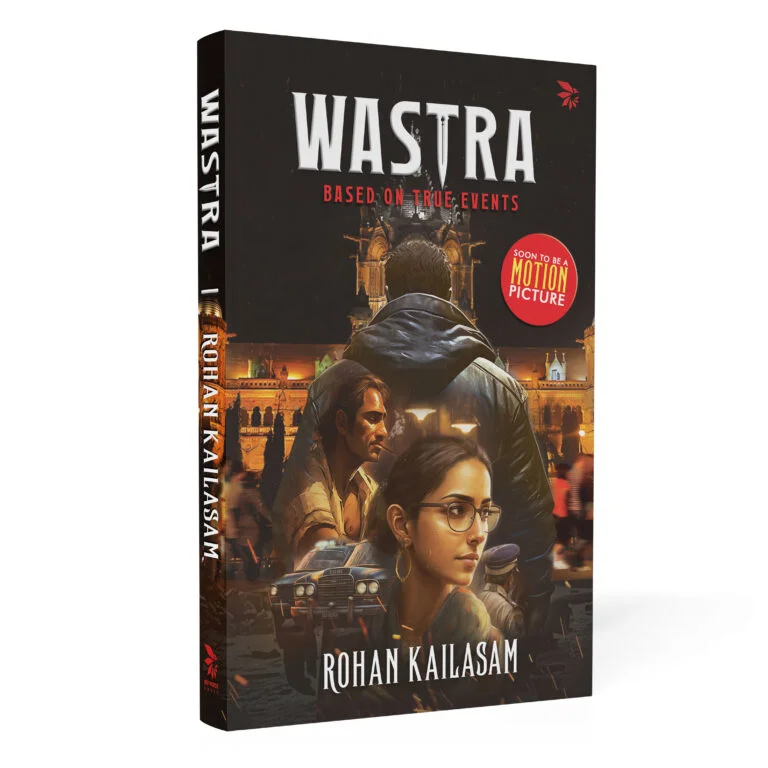 WASTRA
BASED ON TRUE EVENTS
SOON TO BE A
MOTION
PICTURE
ROHAN KAILASAM
WASTRA | ROHAN KAILASAM